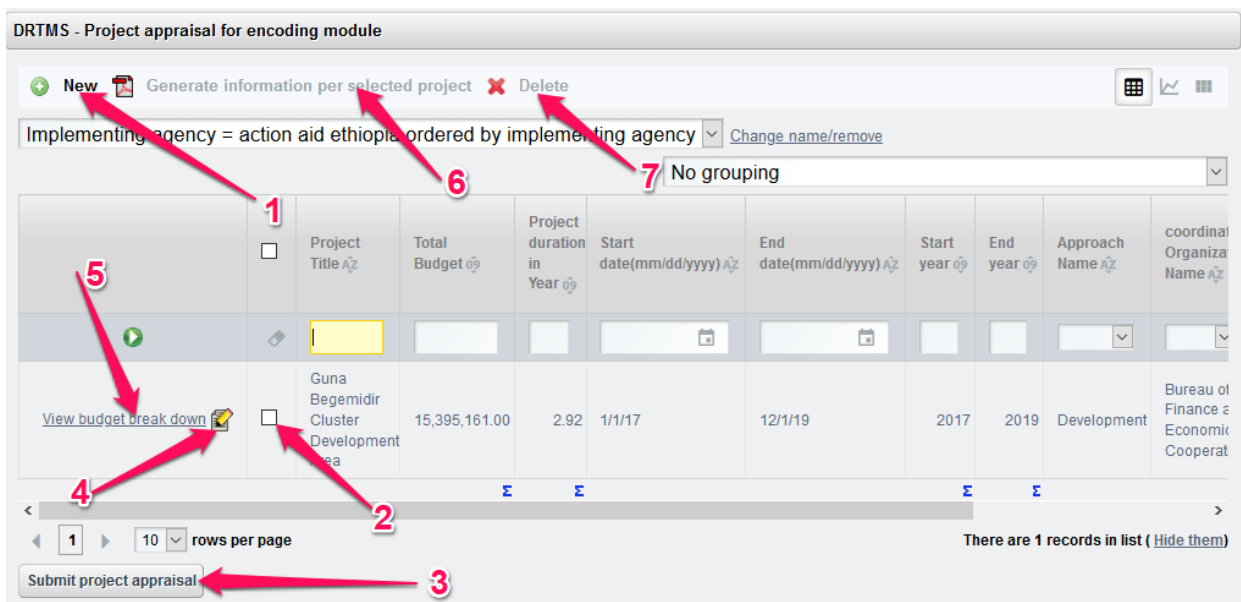 DRTMS - Project appraisal for encoding module
New Generate information per selected project Delete
Implementing agency = action aid ethiopia ordered by implementing agency Change name/remove
No grouping
6
7
1
5
Project Title
Total Budget
Project duration in Year
Start date(mm/dd/yyyy)
End date(mm/dd/yyyy)
Start year
End year
Approach Name
coordinat
Organiza
Name
View budget break down
Guna
Begemidir
Cluster
Development
Area
15,395,161.00 2.92 1/1/17 12/1/19 2017 2019 Development
Bureau of
Finance a
Economic
Cooperat
Σ Σ Σ Σ
4
2
1 10 rows per page There are 1 records in list ( Hide them)
Submit project appraisal
3